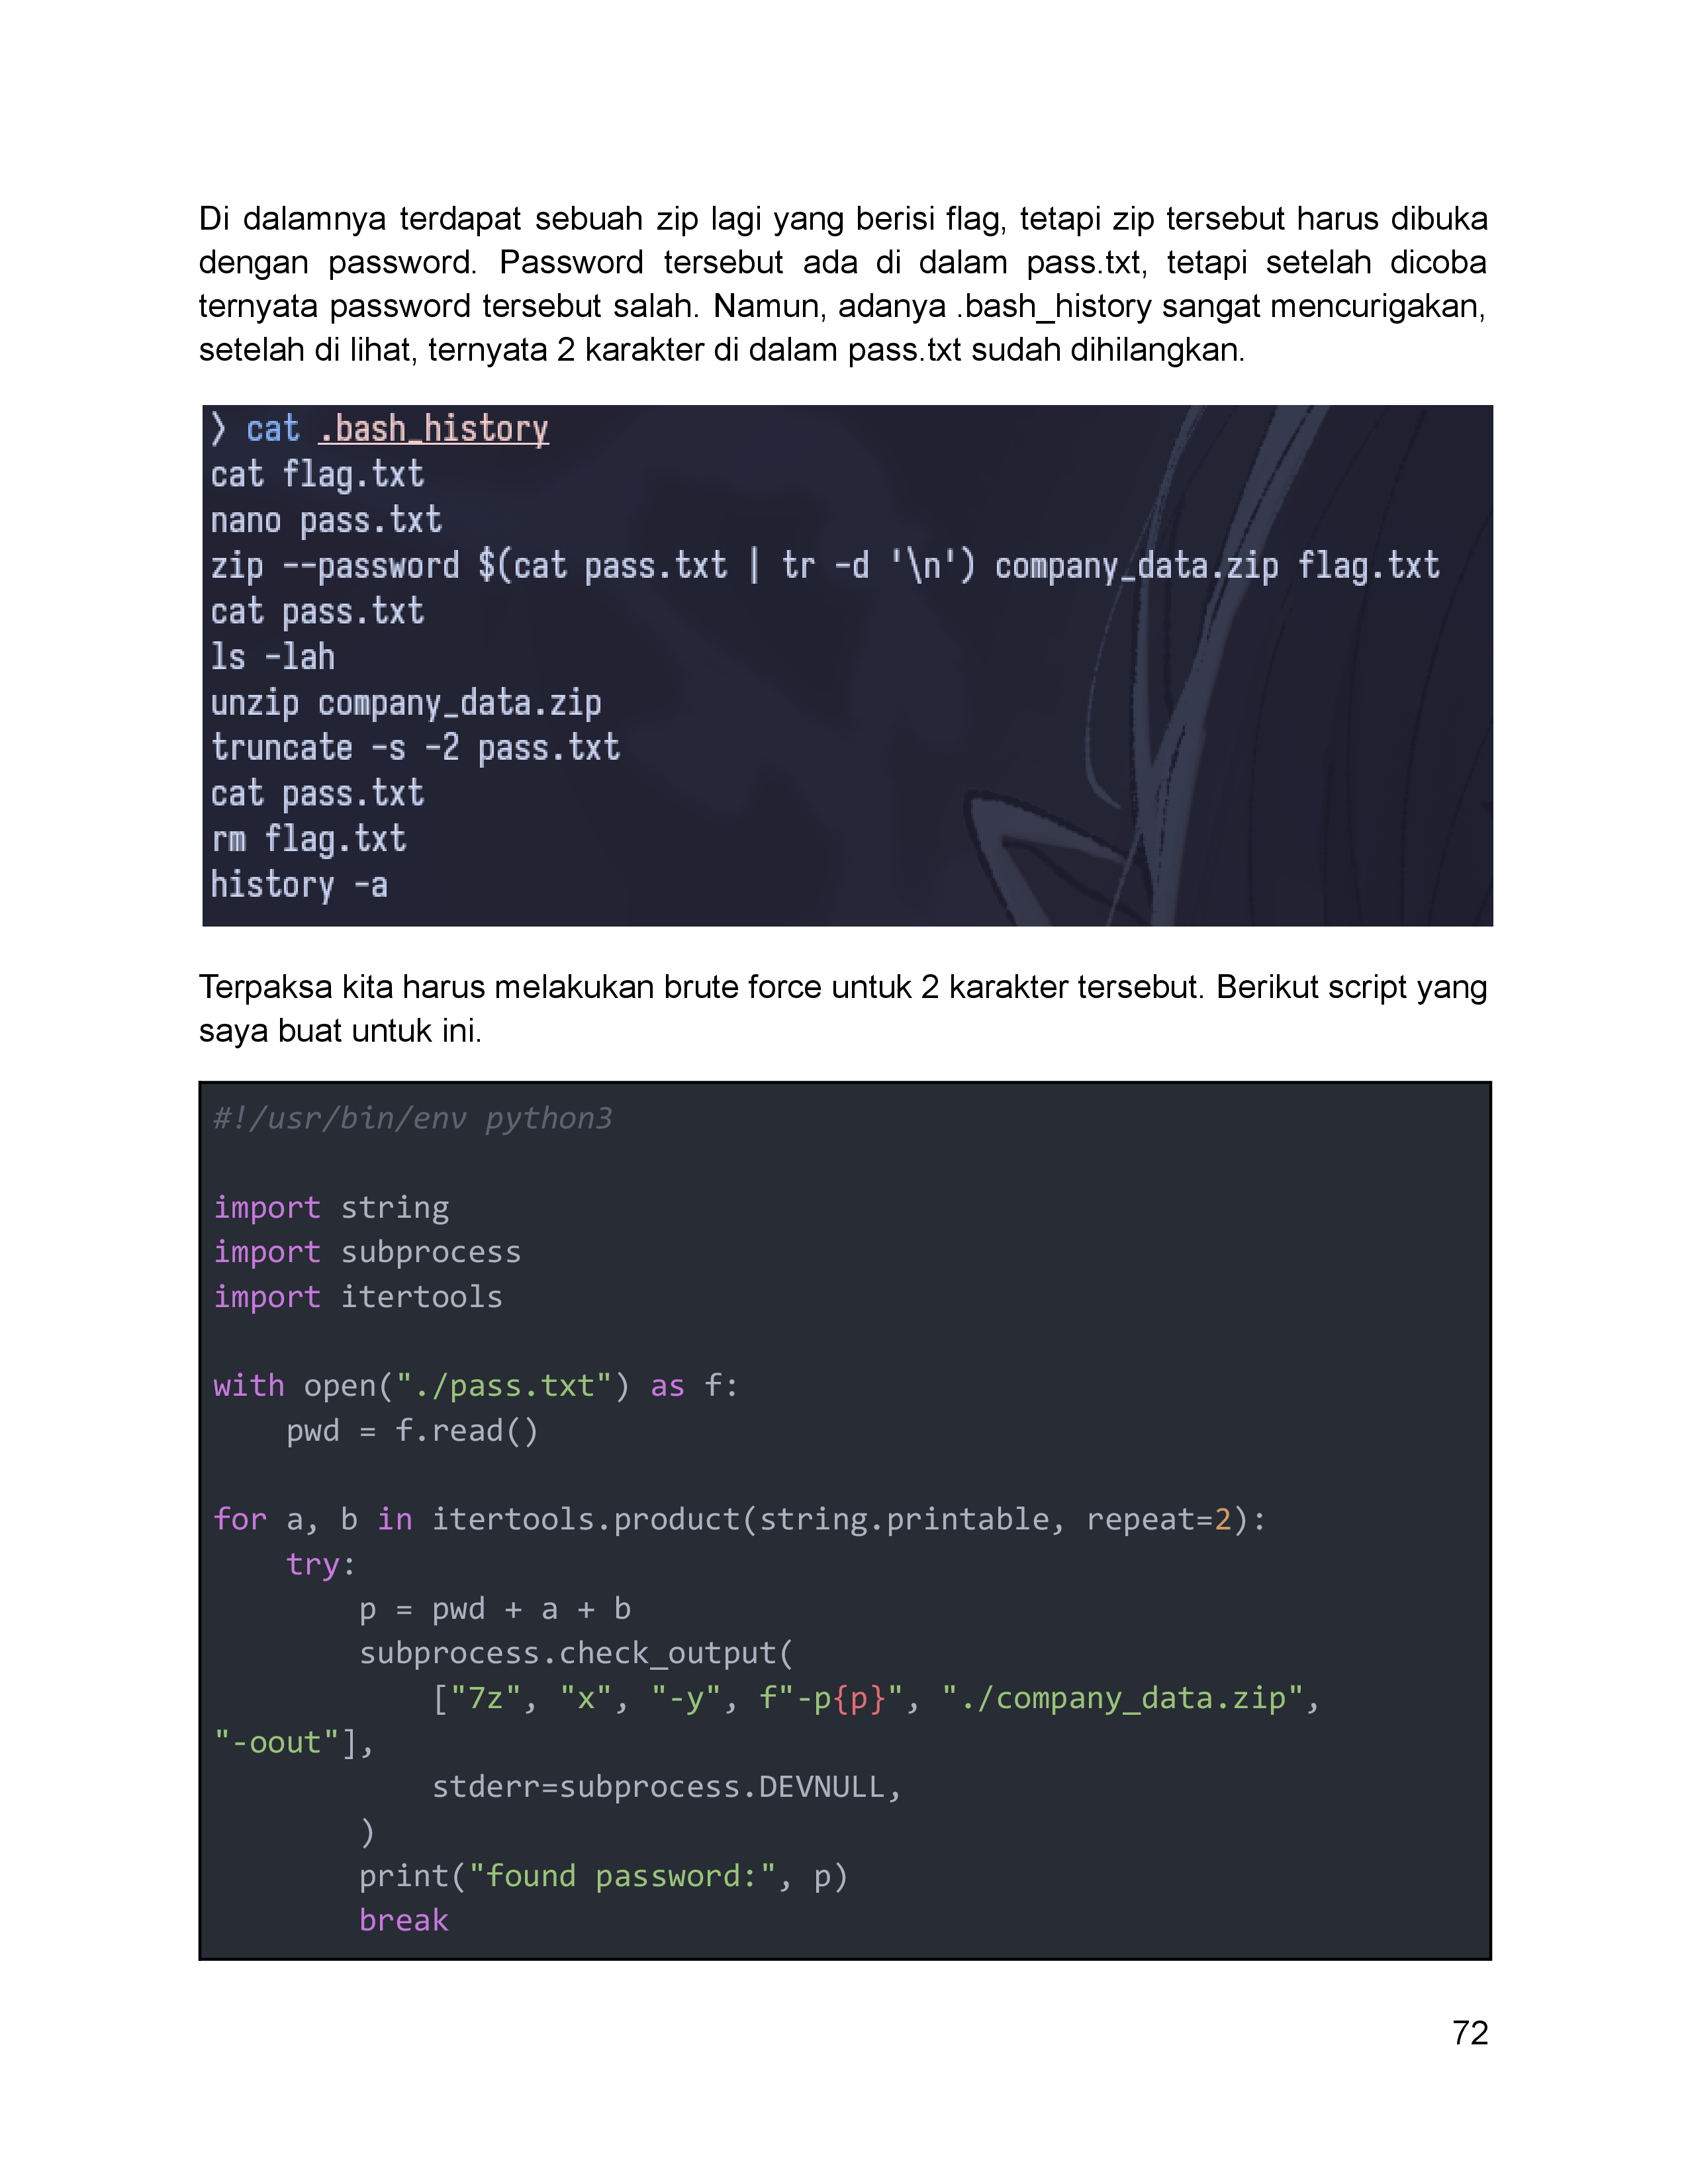 Di dalamnya terdapat sebuah zip lagi yang berisi flag, tetapi zip tersebut harus dibuka
dengan password. Password tersebut ada di dalam pass.txt, tetapi setelah dicoba
ternyata password tersebut salah. Namun, adanya .bash_history sangat mencurigakan,
setelah di lihat, ternyata 2 karakter di dalam pass.txt sudah dihilangkan.
❯ cat .bash_history
cat flag.txt
nano pass.txt
zip --password $(cat pass.txt | tr -d '\n') company_data.zip flag.txt
cat pass.txt
ls -lah
unzip company_data.zip
truncate -s -2 pass.txt
cat pass.txt
rm flag.txt
history -a
Terpaksa kita harus melakukan brute force untuk 2 karakter tersebut. Berikut script yang
saya buat untuk ini.
#!/usr/bin/env python3
import string
import subprocess
import itertools
with open("./pass.txt") as f:
    pwd = f.read()
for a, b in itertools.product(string.printable, repeat=2):
    try:
        p = pwd + a + b
        subprocess.check_output(
            ["7z", "x", "-y", f"-p{p}", "./company_data.zip",
"-oout"],
            stderr=subprocess.DEVNULL,
        )
        print("found password:", p)
        break
72